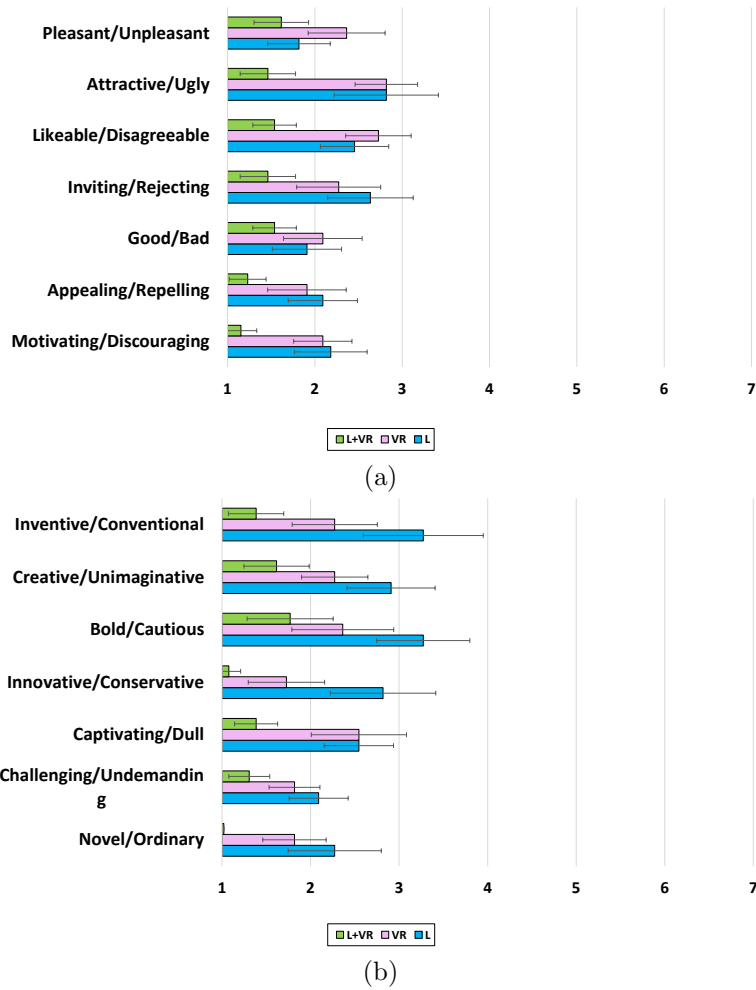 Pleasant/Unpleasant
Attractive/Ugly
Likeable/Disagreeable
Inviting/Rejecting
Good/Bad
Appealing/Repelling
Motivating/Discouraging
1 2 3 4 5 6 7
L+VR VR L
(a)
Inventive/Conventional
Creative/Unimaginative
Bold/Cautious
Innovative/Conservative
Captivating/Dull
Challenging/Undemandin
g
Novel/Ordinary
1 2 3 4 5 6 7
L+VR VR L
(b)